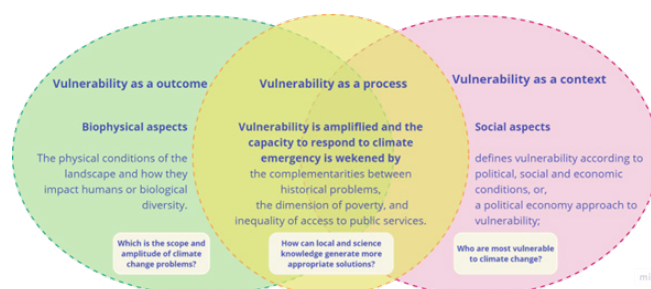 Vulnerability as a outcome
Biophysical aspects
The physical conditions of the
landscape and how they
impact humans or biological
diversity.
Which is the scope and
amplitude of climate
change problems?
Vulnerability as a process
Vulnerability is ampliflied and the
capacity to respond to climate
emergency is wekened by
the complementarities between
historical problems,
the dimension of poverty, and
inequality of access to public services.
How can local and science
knowledge generate more
appropriate solutions?
Vulnerability as a context
Social aspects
defines vulnerability according to
political, social and economic
conditions, or,
a political economy approach to
vulnerability;
Who are most vulnerable
to climate change?